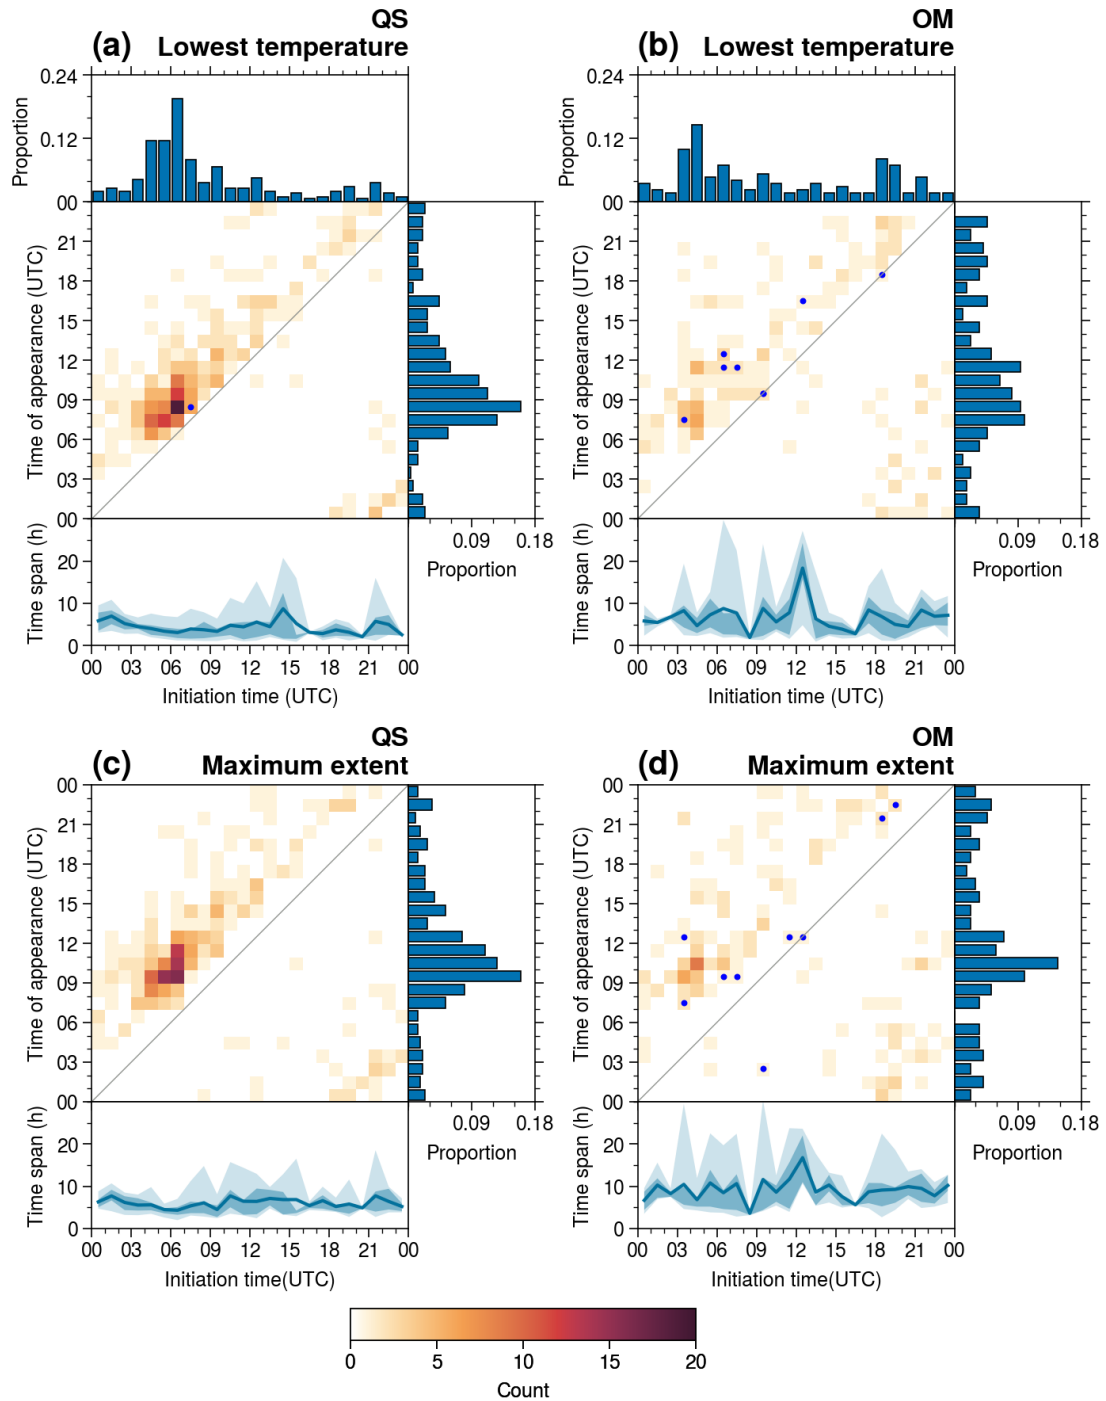 QS
(a) Lowest temperature
OM
(b) Lowest temperature
0.24
0.12
00
Proportion
0.24
0.12
00
Proportion
21
18
15
12
09
06
03
00
Time of appearance (UTC)
0.09 0.18
Proportion
21
18
15
12
09
06
03
00
Time of appearance (UTC)
0.09 0.18
Proportion
20
10
0
Time span (h)
00 03 06 09 12 15 18 21 00
Initiation time (UTC)
20
10
0
Time span (h)
00 03 06 09 12 15 18 21 00
Initiation time (UTC)
QS
(c) Maximum extent
OM
(d) Maximum extent
00
21
18
15
12
09
06
03
00
Time of appearance (UTC)
0.09 0.18
Proportion
00
21
18
15
12
09
06
03
00
Time of appearance (UTC)
0.09 0.18
Proportion
20
10
0
Time span (h)
00 03 06 09 12 15 18 21 00
Initiation time(UTC)
20
10
0
Time span (h)
00 03 06 09 12 15 18 21 00
Initiation time(UTC)
0 5 10 15 20
Count